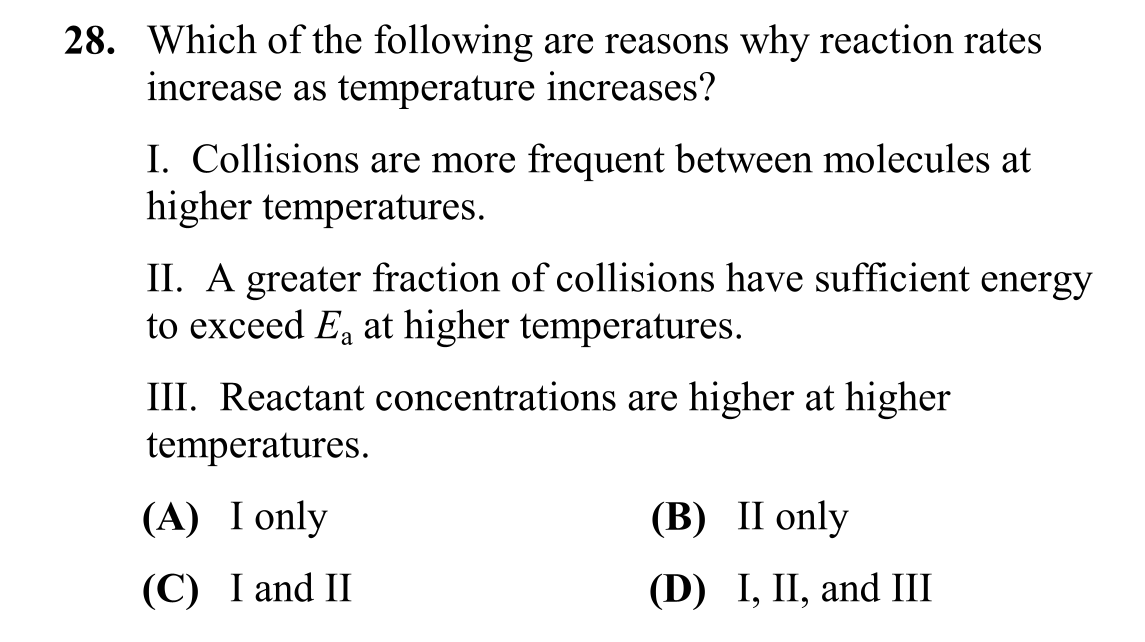 28. Which of the following are reasons why reaction rates
increase as temperature increases?
I. Collisions are more frequent between molecules at
higher temperatures.
II. A greater fraction of collisions have sufficient energy
to exceed Eₐ at higher temperatures.
III. Reactant concentrations are higher at higher
temperatures.
(A) I only (B) II only
(C) I and II (D) I, II, and III